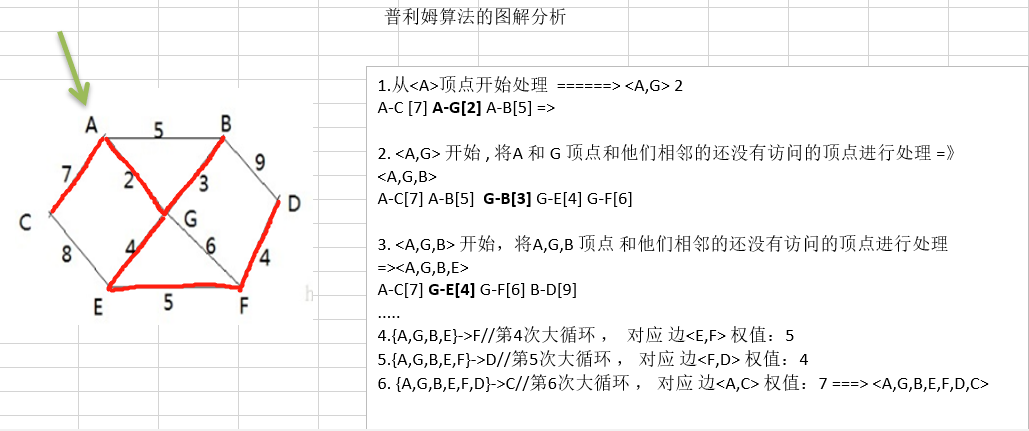 普利姆算法的图解分析
A
5
B
7
2
3
9
C
G
D
8
4
6
4
E
5
F
h
1.从<A>顶点开始处理 ======> <A,G> 2
A-C [7] A-G[2] A-B[5] =>
2. <A,G> 开始 , 将A 和 G 顶点和他们相邻的还没有访问的顶点进行处理 =》
<A,G,B>
A-C[7] A-B[5] G-B[3] G-E[4] G-F[6]
3. <A,G,B> 开始，将A,G,B 顶点 和他们相邻的还没有访问的顶点进行处理
=><A,G,B,E>
A-C[7] G-E[4] G-F[6] B-D[9]
.....
4.{A,G,B,E}->F//第4次大循环 ， 对应 边<E,F> 权值：5
5.{A,G,B,E,F}->D//第5次大循环 ， 对应 边<F,D> 权值：4
6. {A,G,B,E,F,D}->C//第6次大循环 ， 对应 边<A,C> 权值：7 ===> <A,G,B,E,F,D,C>